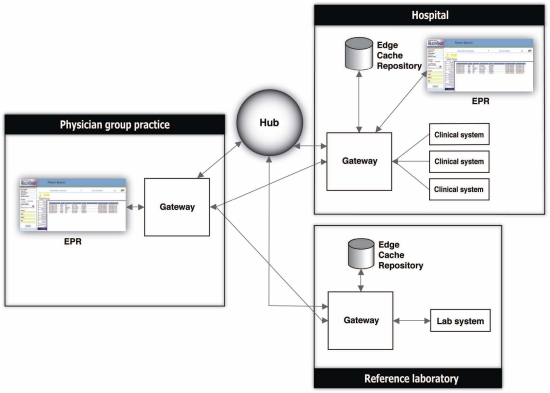 Hospital
Edge
Cache
Repository
EPR
Hub
Physician group practice
Gateway
Clinical system
Clinical system
Clinical system
Gateway
EPR
Edge
Cache
Repository
Gateway
Lab system
Reference laboratory